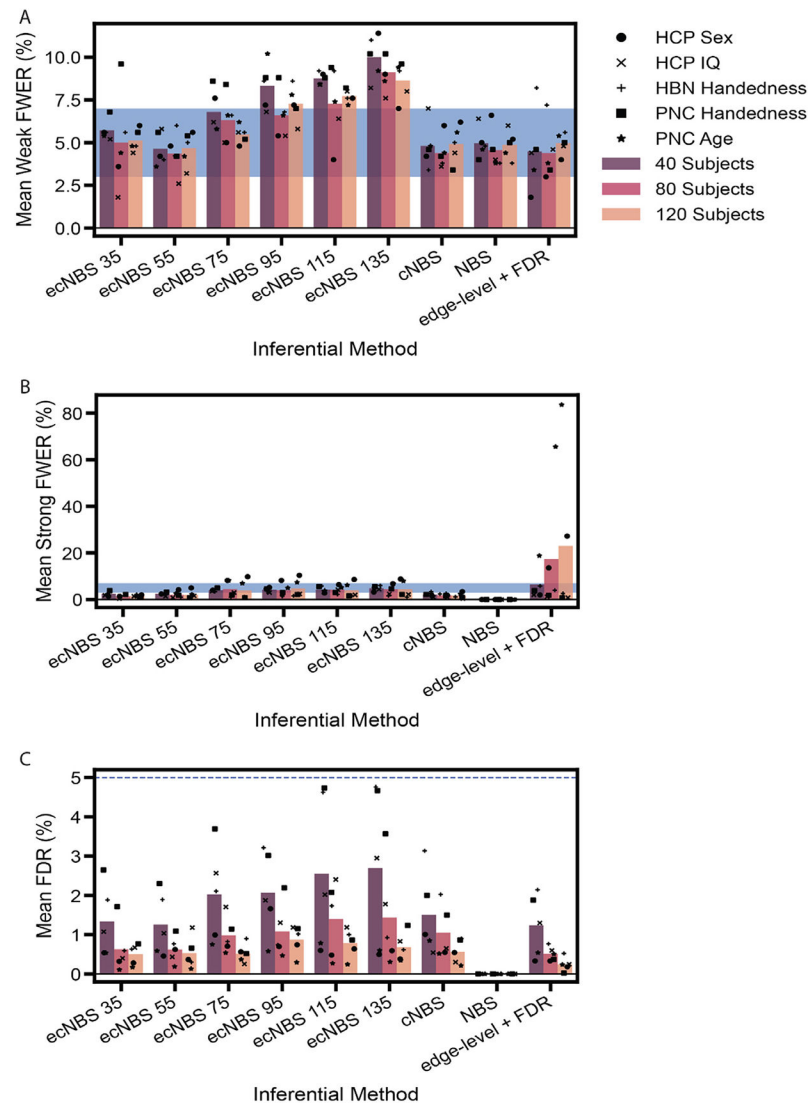 A
Mean Weak FWER (%)
10.0
7.5
5.0
2.5
0.0
ecNBS 35
ecNBS 55
ecNBS 75
ecNBS 95
ecNBS 115
ecNBS 135
cNBS
NBS
edge-level + FDR
Inferential Method
HCP Sex
HCP IQ
HBN Handedness
PNC Handedness
PNC Age
40 Subjects
80 Subjects
120 Subjects
B
Mean Strong FWER (%)
80
60
40
20
0
ecNBS 35
ecNBS 55
ecNBS 75
ecNBS 95
ecNBS 115
ecNBS 135
cNBS
NBS
edge-level + FDR
Inferential Method
C
Mean FDR (%)
5
4
3
2
1
0
ecNBS 35
ecNBS 55
ecNBS 75
ecNBS 95
ecNBS 115
ecNBS 135
cNBS
NBS
edge-level + FDR
Inferential Method